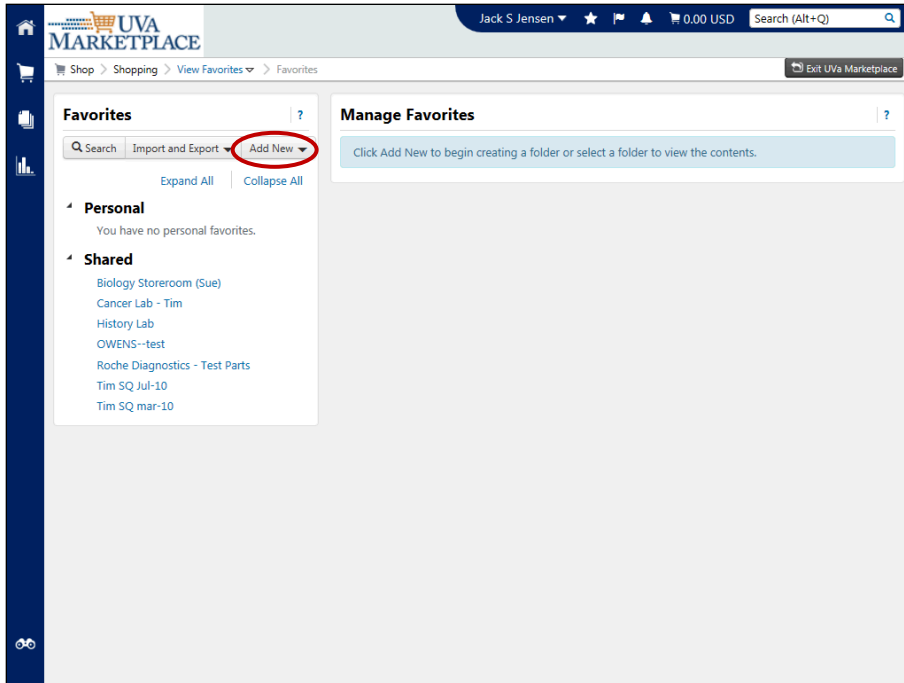 UVA
MARKETPLACE
Jack S Jensen
0.00 USD
Search (Alt+Q)
Shop > Shopping > View Favorites > Favorites
Exit UVa Marketplace
Favorites
?
Search
Import and Export
Add New
Expand All
Collapse All
Personal
You have no personal favorites.
Shared
Biology Storeroom (Sue)
Cancer Lab - Tim
History Lab
OWENS--test
Roche Diagnostics - Test Parts
Tim SQ Jul-10
Tim SQ mar-10
Manage Favorites
?
Click Add New to begin creating a folder or select a folder to view the contents.